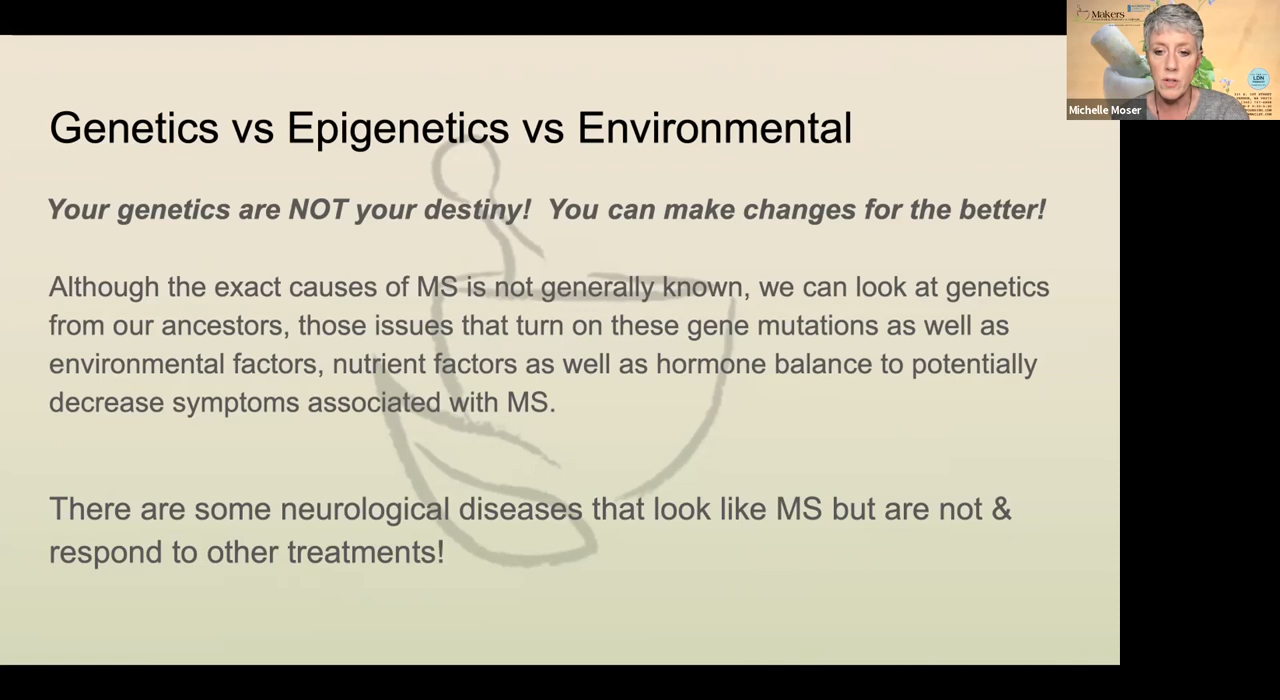 Genetics vs Epigenetics vs Environmental
Your genetics are NOT your destiny!  You can make changes for the better!
Although the exact causes of MS is not generally known, we can look at genetics
from our ancestors, those issues that turn on these gene mutations as well as
environmental factors, nutrient factors as well as hormone balance to potentially
decrease symptoms associated with MS.
There are some neurological diseases that look like MS but are not &
respond to other treatments!
Makers
LDN
Michelle Moser